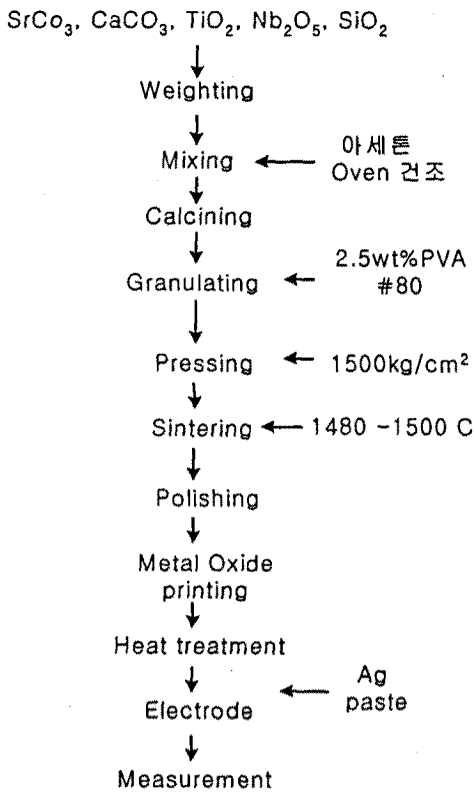 SrCo₃, CaCO₃, TiO₂, Nb₂O₅, SiO₂
Weighting
Mixing
아세톤
Oven 건조
Calcining
Granulating
2.5wt%PVA
#80
Pressing
1500kg/cm²
Sintering
1480 -1500 C
Polishing
Metal Oxide
printing
Heat treatment
Ag
paste
Electrode
Measurement